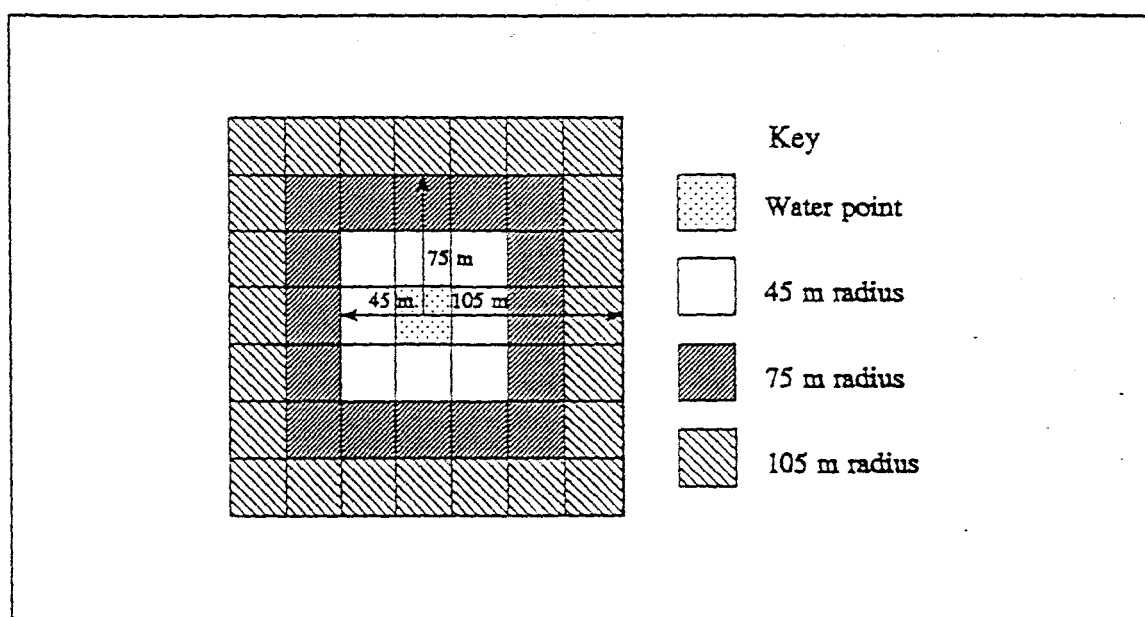 Key
Water point
75 m
45 m
45 m radius
105 m
75 m radius
105 m radius